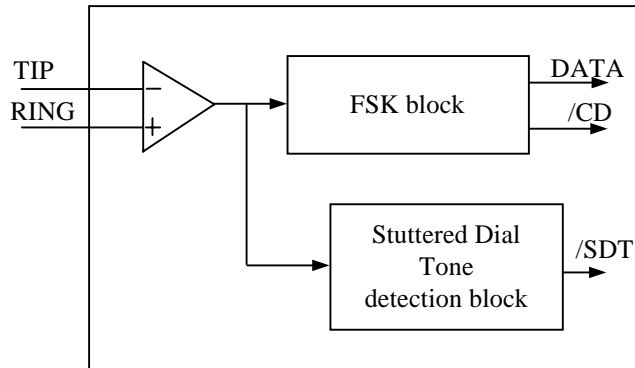 TIP
RING
−
+
FSK block
DATA
/CD
Stuttered Dial
Tone
detection block
/SDT